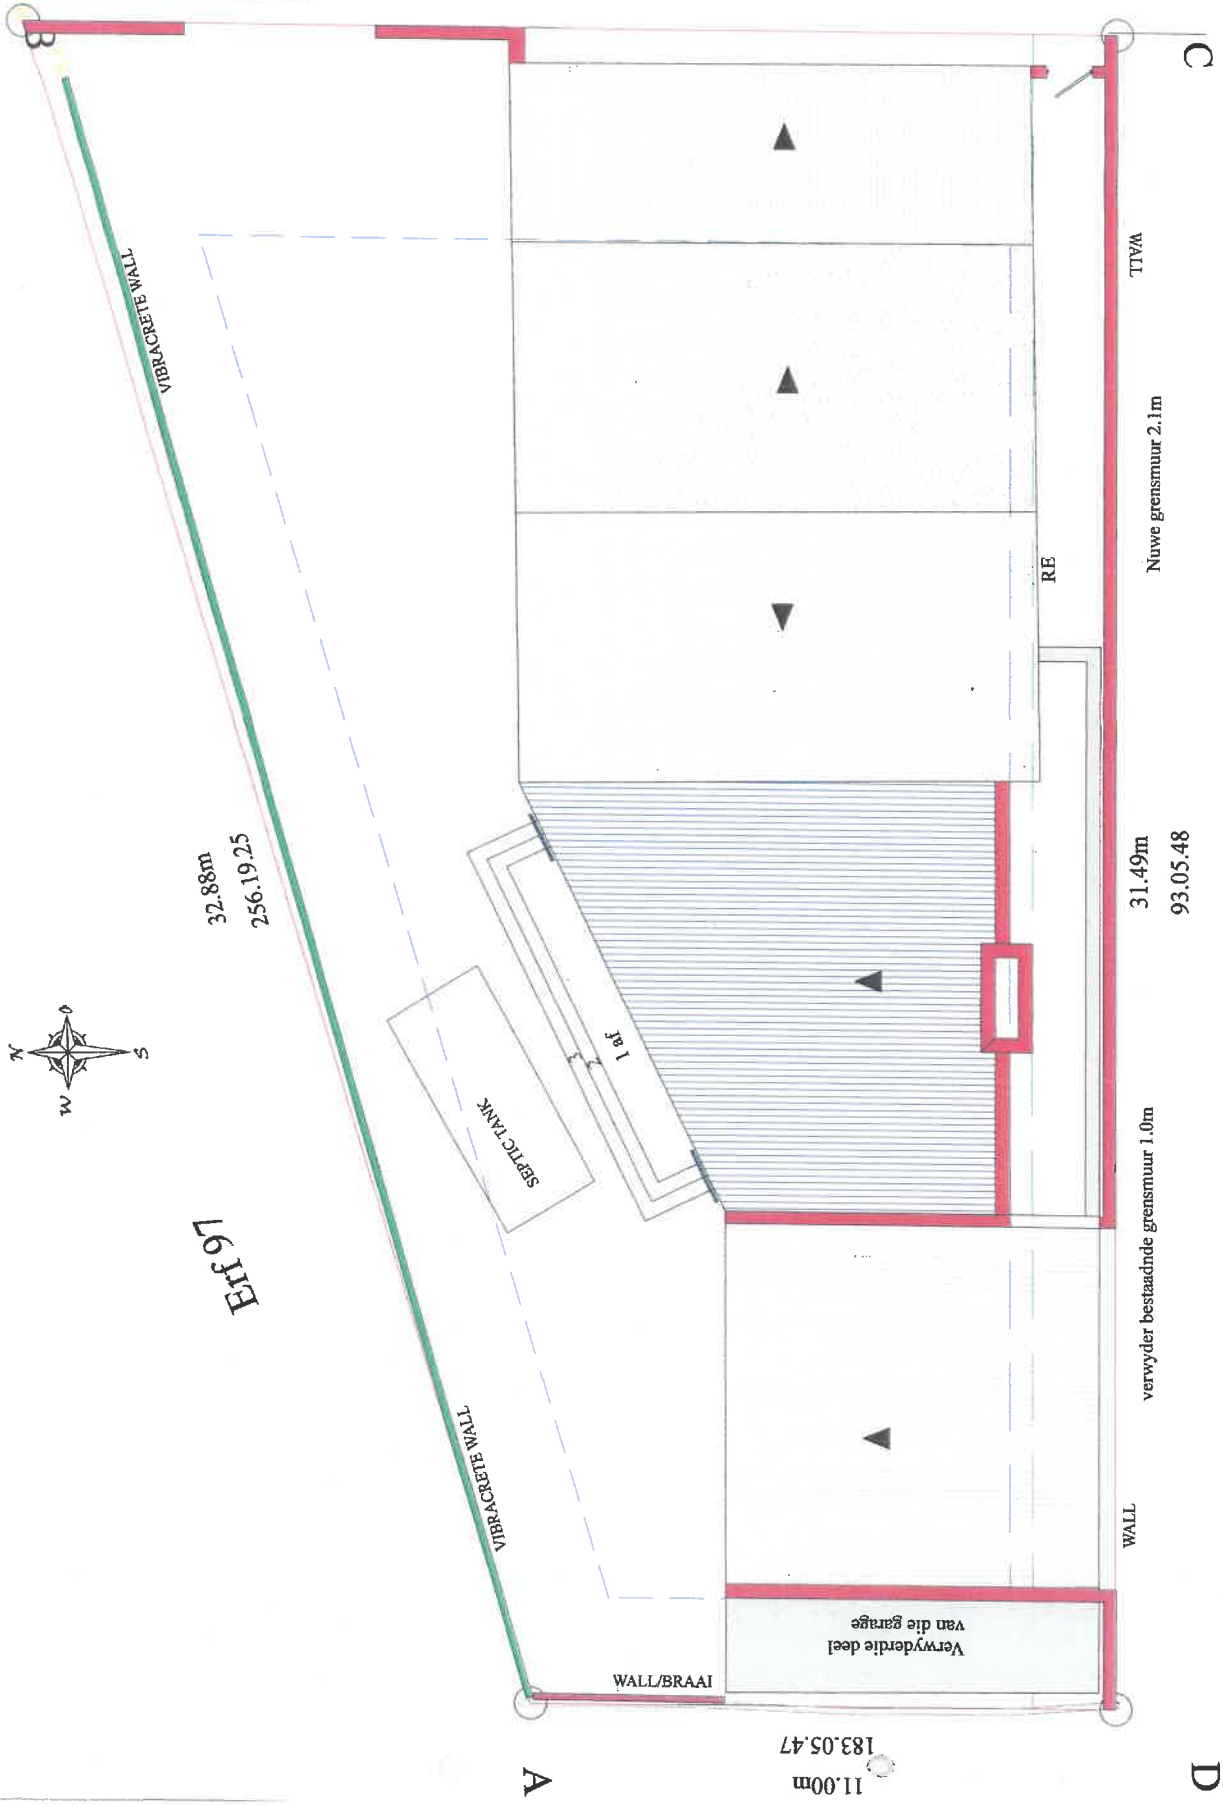 B
C
VIBRACRETE WALL
WALL
Nuwe grensmuur 2.1m
RE
32.88m
256.19.25
31.49m
93.05.48
1 af
SEPTIC TANK
O
N
S
W
Erf 97
verwyder bestaadnde grensmuur 1.0m
VIBRACRETE WALL
WALL
Verwyderdie deel
van die garage
WALL/BRAAI
11.00m
183.05.47
A
D